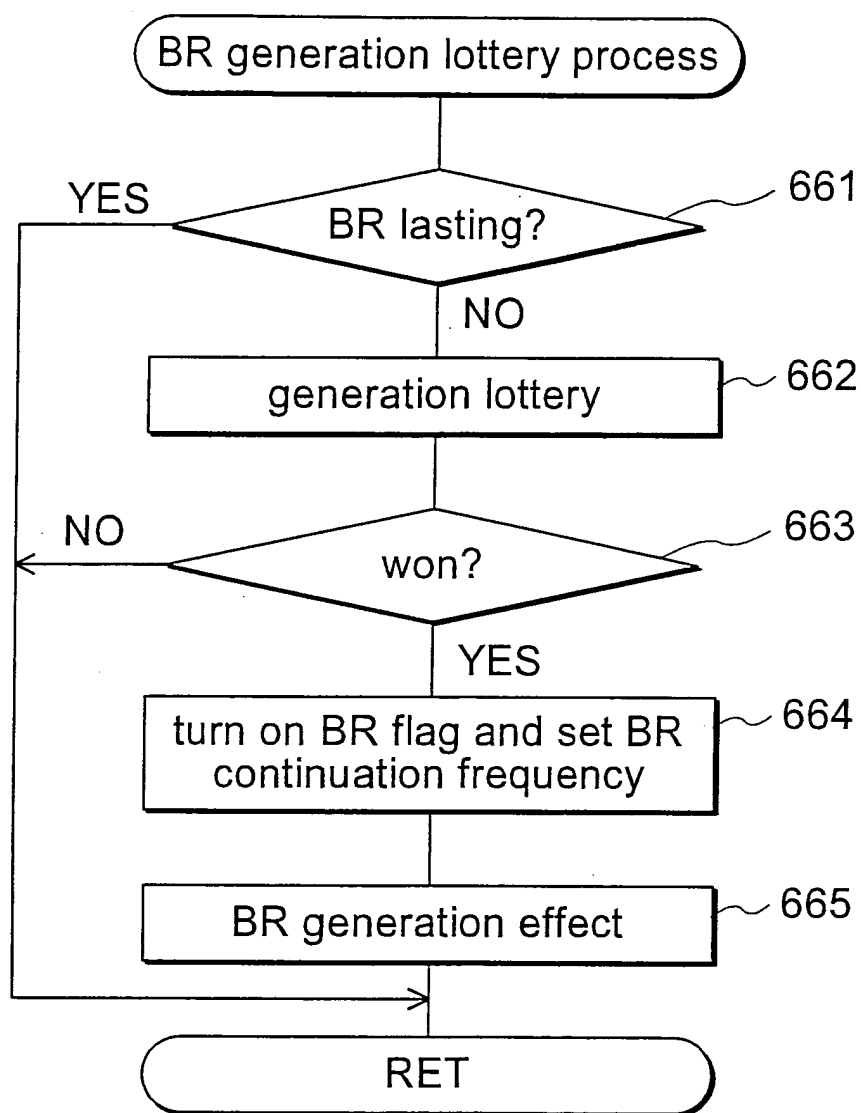 BR generation lottery process
YES
661
BR lasting?
NO
662
generation lottery
NO
663
won?
YES
664
turn on BR flag and set BR
continuation frequency
665
BR generation effect
RET